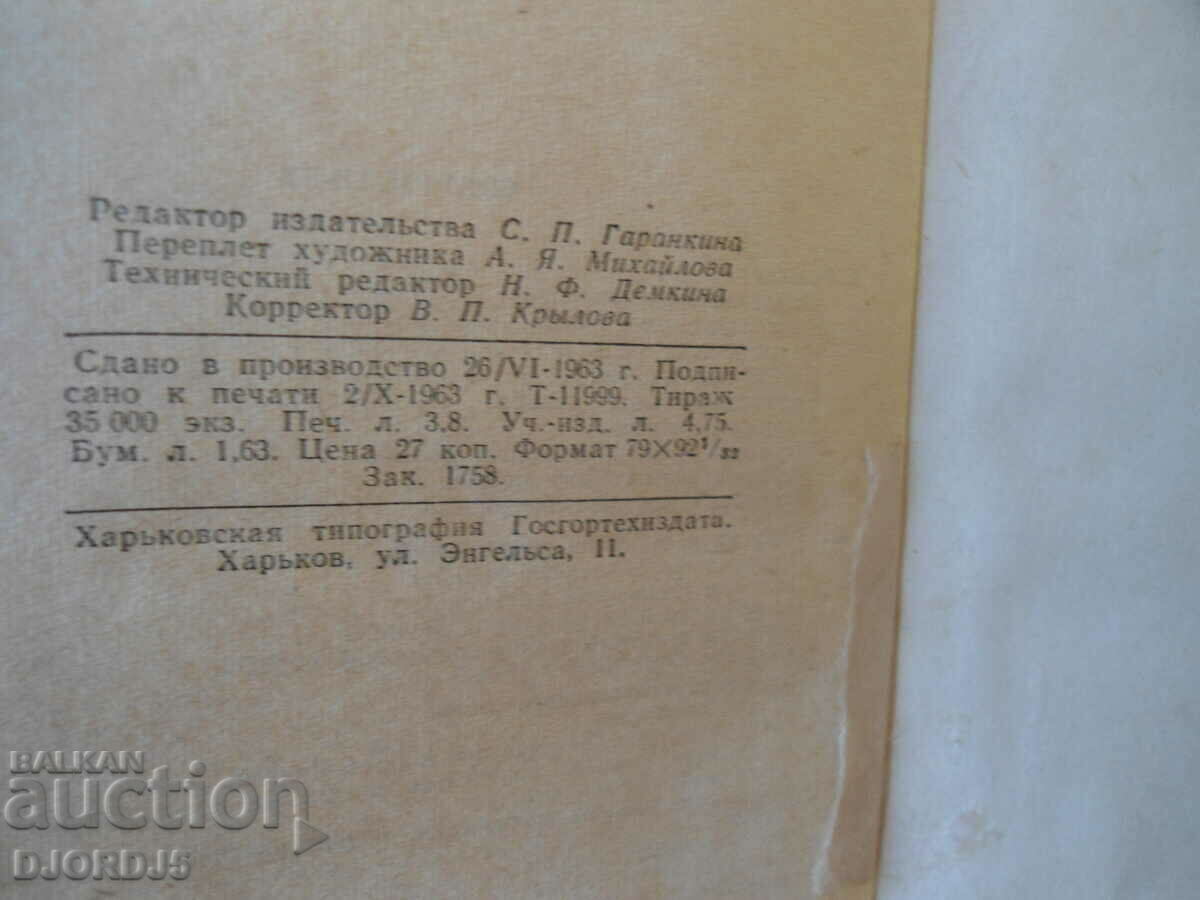 Редактор издательства С. П. Гаранкина
Переплет художника А. Я. Михайлова
Технический редактор Н. Ф. Демкина
Корректор В. П. Крылова
Сдано в производство 26/VI-1963 г. Подпи-
сано к печати 2/X-1963 г. Т-11999. Тираж
35 000 экз. Печ. л. 3,8. Уч.-изд. л. 4,75.
Бум. л. 1,63. Цена 27 коп. Формат 79×92¹/₃₂
Зак. 1758.
Харьковская типография Госгортехиздата.
Харьков, ул. Энгельса, 11.
BALKAN
auction
DJORDJ5